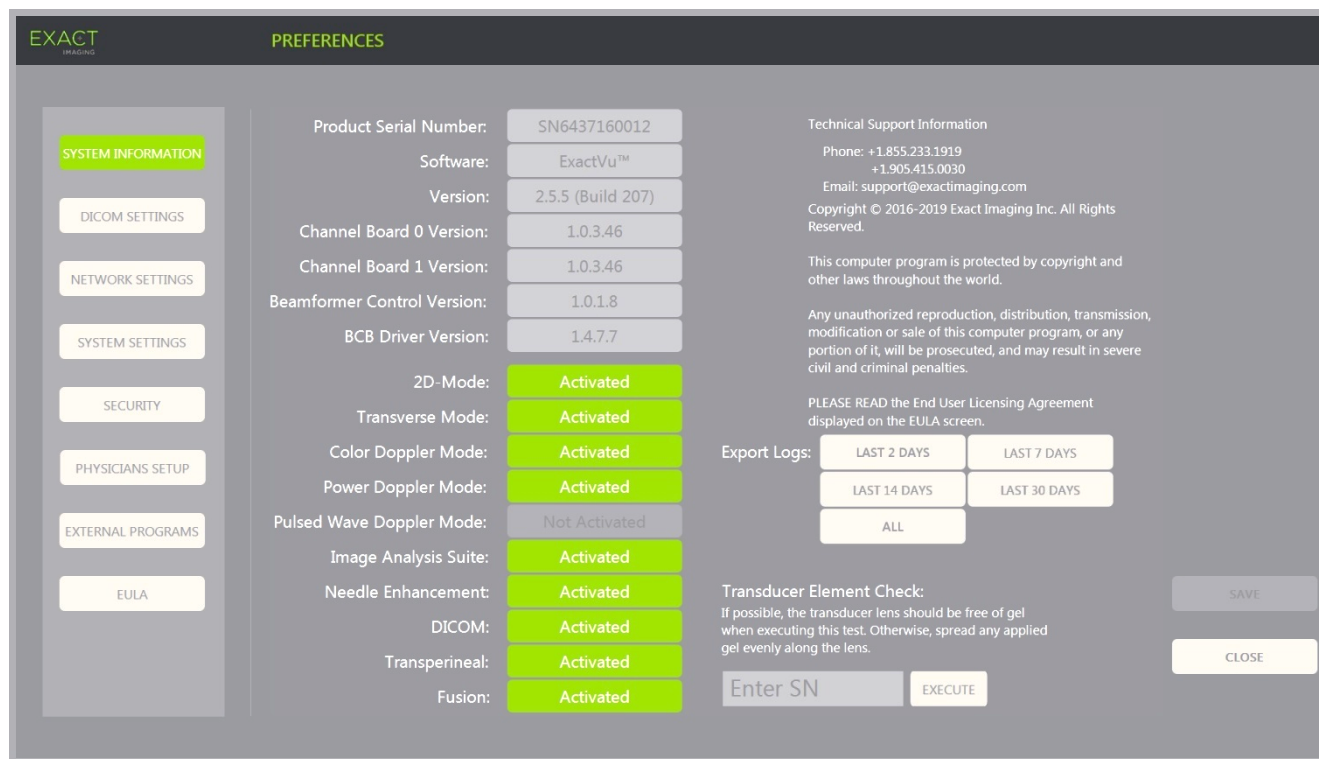 EXACT
IMAGING
PREFERENCES
SYSTEM INFORMATION
DICOM SETTINGS
NETWORK SETTINGS
SYSTEM SETTINGS
SECURITY
PHYSICIANS SETUP
EXTERNAL PROGRAMS
EULA
Product Serial Number: SN6437160012
Software: ExactVu™
Version: 2.5.5 (Build 207)
Channel Board 0 Version: 1.0.3.46
Channel Board 1 Version: 1.0.3.46
Beamformer Control Version: 1.0.1.8
BCB Driver Version: 1.4.7.7
2D-Mode: Activated
Transverse Mode: Activated
Color Doppler Mode: Activated
Power Doppler Mode: Activated
Pulsed Wave Doppler Mode: Not Activated
Image Analysis Suite: Activated
Needle Enhancement: Activated
DICOM: Activated
Transperineal: Activated
Fusion: Activated
Technical Support Information
Phone: +1.855.233.1919
+1.905.415.0030
Email: support@exactimaging.com
Copyright © 2016-2019 Exact Imaging Inc. All Rights
Reserved.
This computer program is protected by copyright and
other laws throughout the world.
Any unauthorized reproduction, distribution, transmission,
modification or sale of this computer program, or any
portion of it, will be prosecuted, and may result in severe
civil and criminal penalties.
PLEASE READ the End User Licensing Agreement
displayed on the EULA screen.
Export Logs: LAST 2 DAYS LAST 7 DAYS
LAST 14 DAYS LAST 30 DAYS
ALL
Transducer Element Check:
If possible, the transducer lens should be free of gel
when executing this test. Otherwise, spread any applied
gel evenly along the lens.
Enter SN EXECUTE
SAVE
CLOSE